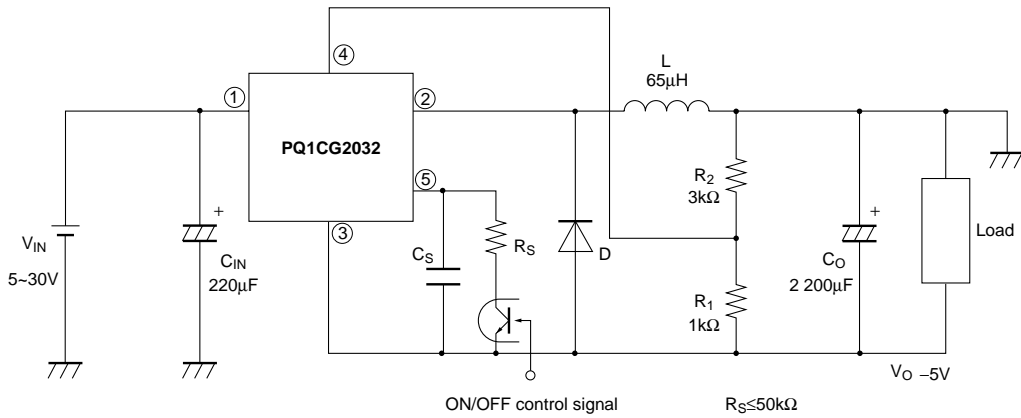 ④
L
65μH
①
②
PQ1CG2032
⑤
③
R2
3kΩ
+
VIN
5~30V
CIN
220μF
CS
RS
D
R1
1kΩ
+
CO
2 200μF
Load
VO –5V
ON/OFF control signal
RS≤50kΩ